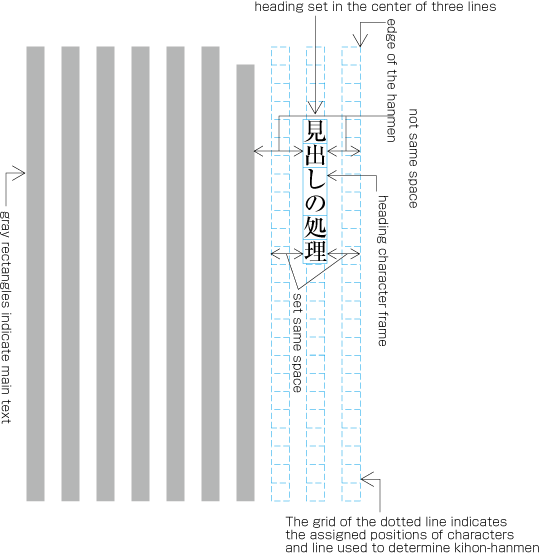 heading set in the center of three lines
edge of the hanmen
not same space
見出しの処理
heading character frame
set same space
gray rectangles indicate main text
The grid of the dotted line indicates
the assigned positions of characters
and line used to determine kihon-hanmen